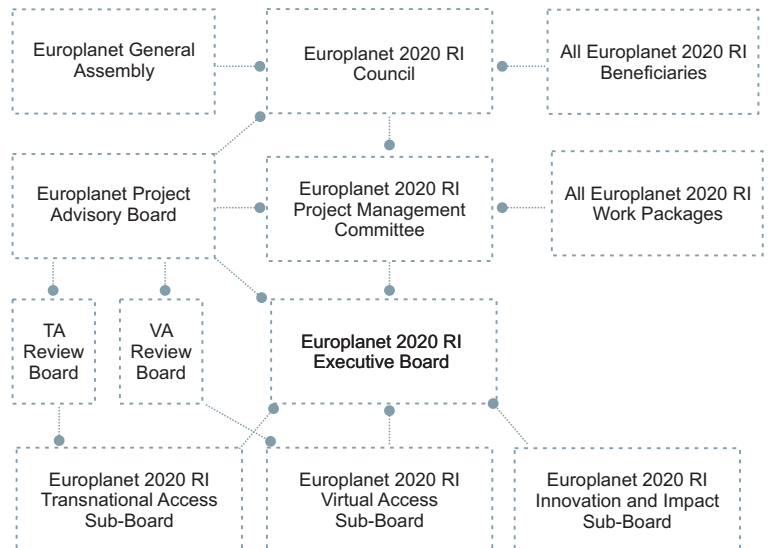 Europlanet General
Assembly
Europlanet 2020 RI
Council
All Europlanet 2020 RI
Beneficiaries
Europlanet Project
Advisory Board
Europlanet 2020 RI
Project Management
Committee
All Europlanet 2020 RI
Work Packages
TA
Review
Board
VA
Review
Board
Europlanet 2020 RI
Executive Board
Europlanet 2020 RI
Transnational Access
Sub-Board
Europlanet 2020 RI
Virtual Access
Sub-Board
Europlanet 2020 RI
Innovation and Impact
Sub-Board